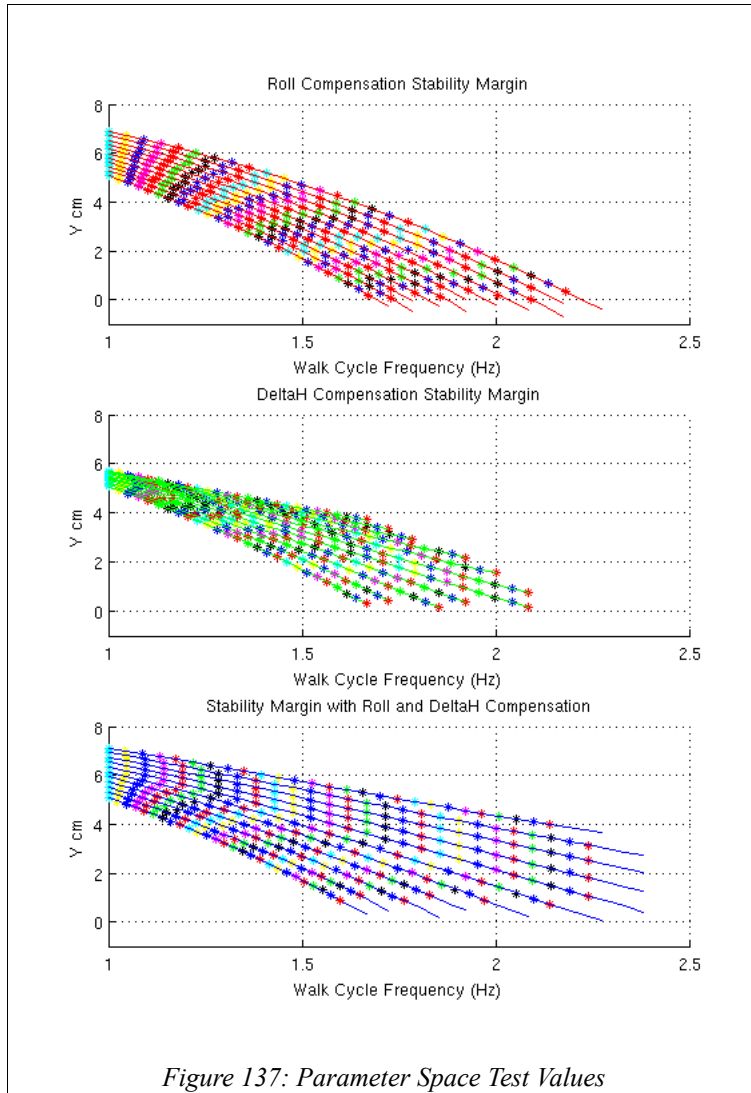 Roll Compensation Stability Margin
8
6
4
2
0
Y cm
1
1.5
2
2.5
Walk Cycle Frequency (Hz)
DeltaH Compensation Stability Margin
8
6
4
2
0
Y cm
1
1.5
2
2.5
Walk Cycle Frequency (Hz)
Stability Margin with Roll and DeltaH Compensation
8
6
4
2
0
Y cm
1
1.5
2
2.5
Walk Cycle Frequency (Hz)
Figure 137: Parameter Space Test Values